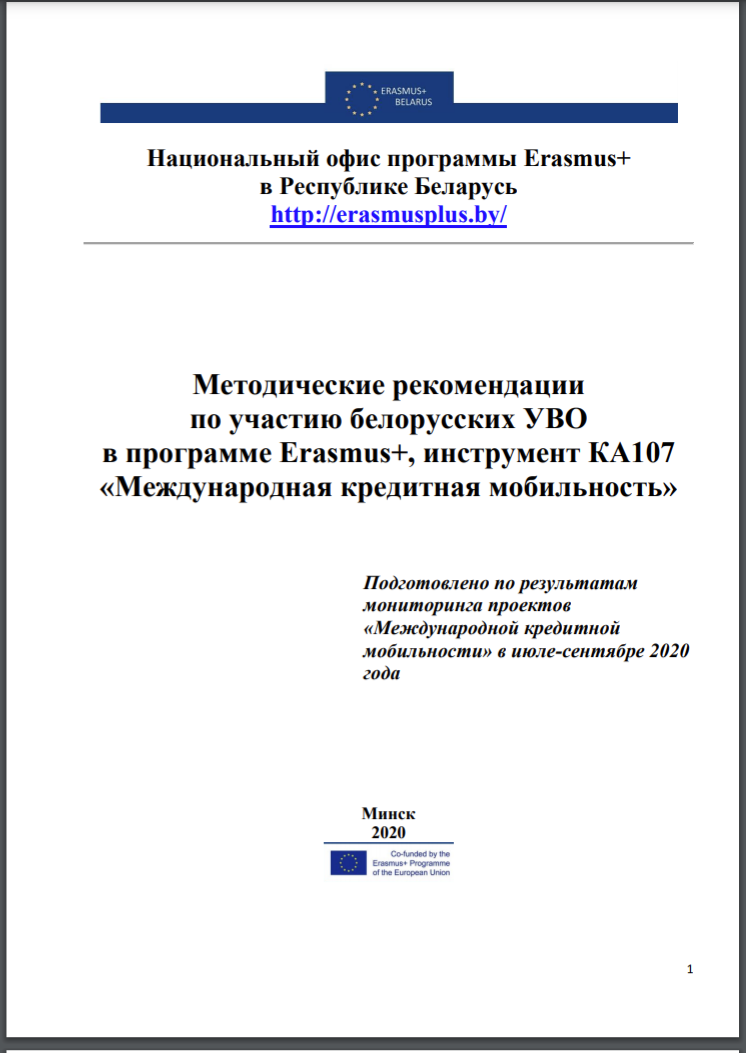 ERASMUS+
BELARUS
Национальный офис программы Erasmus+
в Республике Беларусь
http://erasmusplus.by/
Методические рекомендации
по участию белорусских УВО
в программе Erasmus+, инструмент КА107
«Международная кредитная мобильность»
Подготовлено по результатам
мониторинга проектов
«Международной кредитной
мобильности» в июле-сентябре 2020
года
Минск
2020
Co-funded by the
Erasmus+ Programme
of the European Union
1